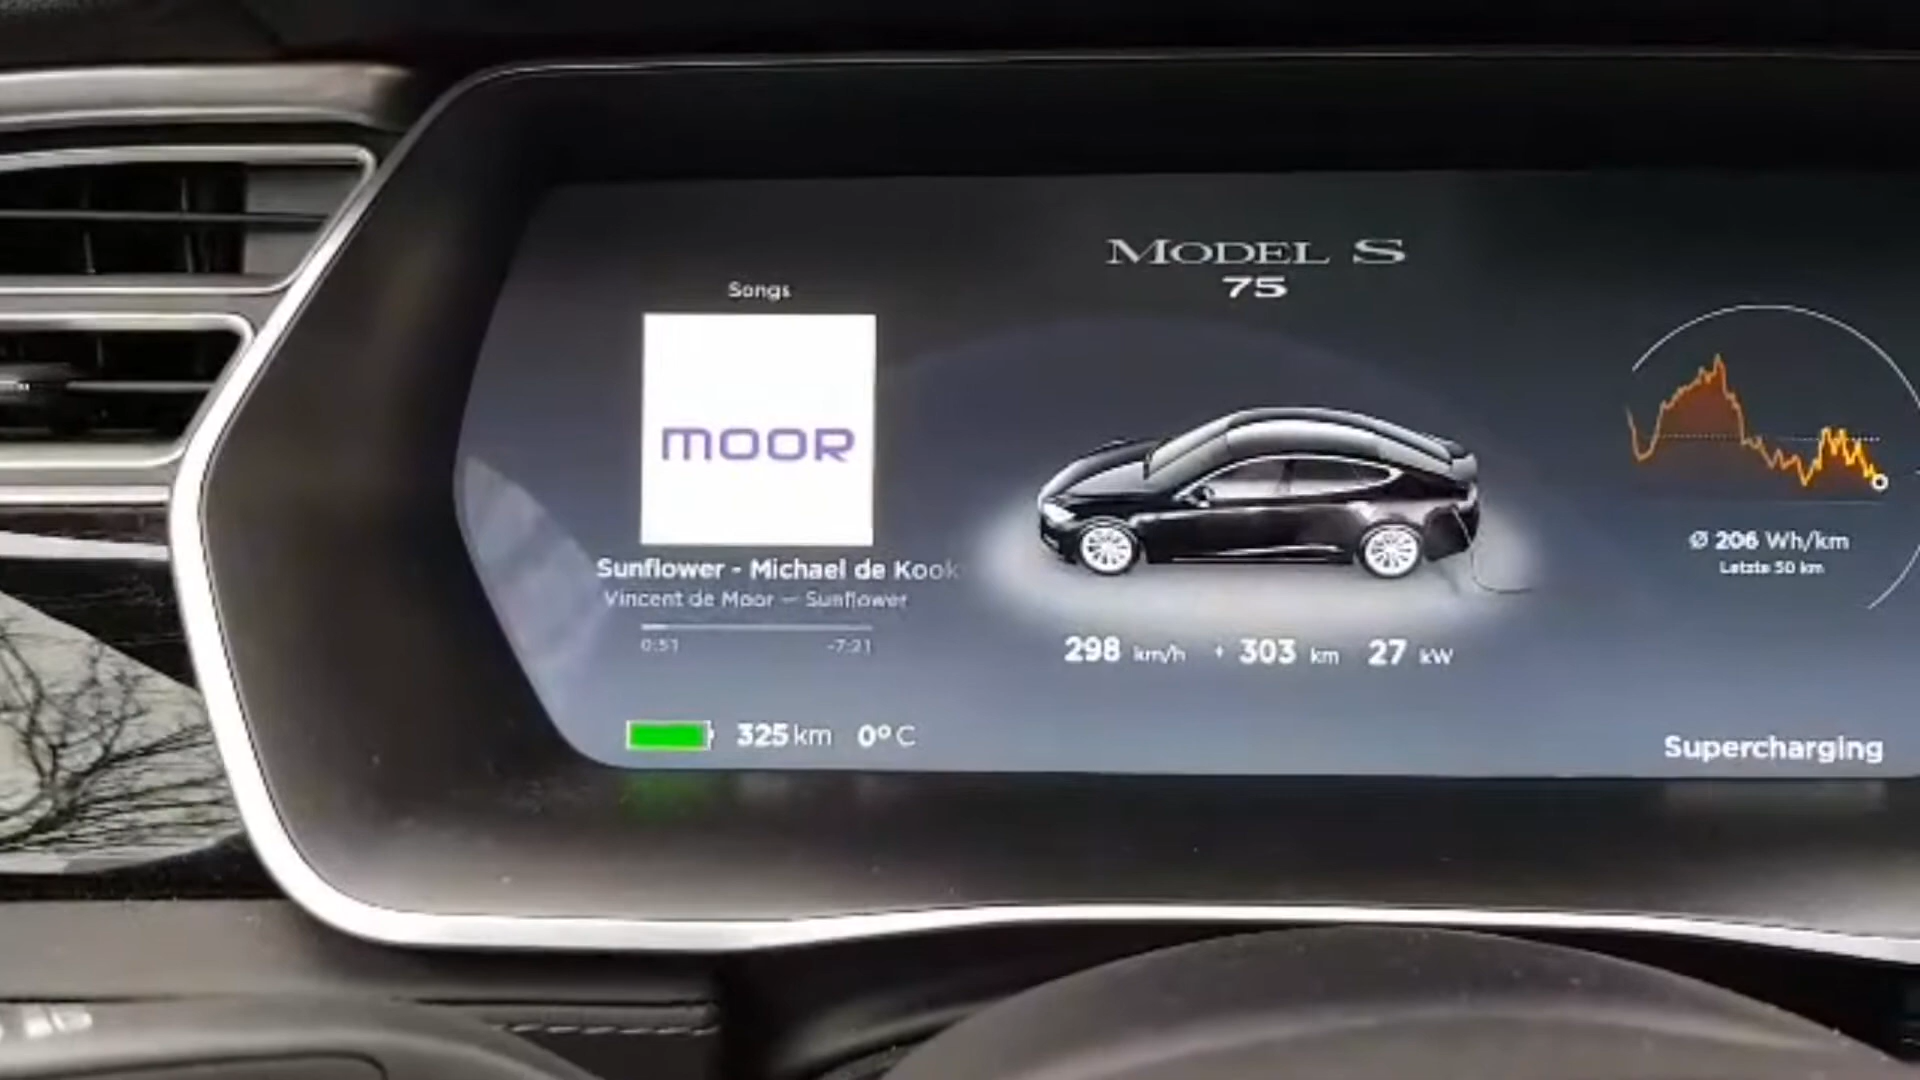 MODEL S
75
Songs
MOOR
Sunflower - Michael de Kook
Vincent de Moor — Sunflower
0:51 -7:21
298 km/h + 303 km 27 kW
325 km 0° C
Ø 206 Wh/km
Letzte 50 km
Supercharging